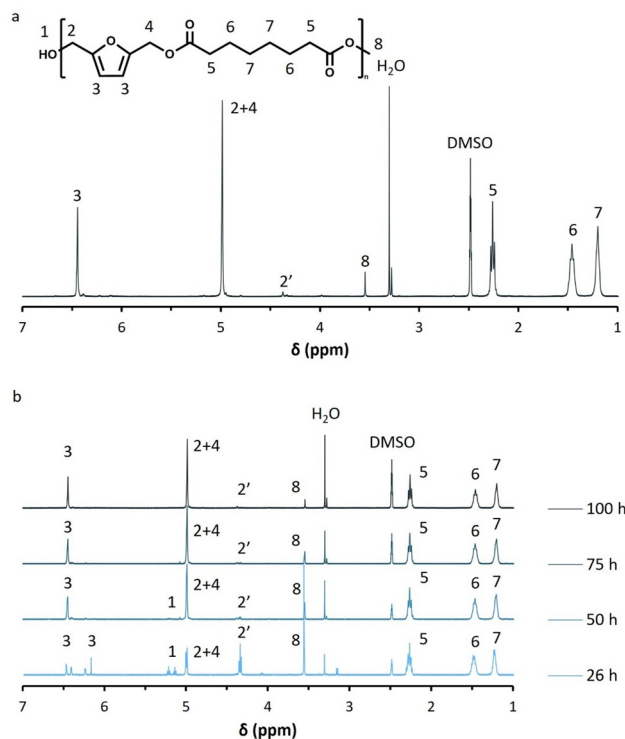 a
6 7 5
1 2 4 8
O O
HO O O
O O n
5 7 6
3 3
H₂O
2+4
DMSO
3 5
7
6
8
2’
7 6 5 4 3 2 1
δ (ppm)
b
H₂O
DMSO
3 2+4 2’ 8 5 6 7
100 h
3 2+4 2’ 8 5 6 7
75 h
3 1 2+4 2’ 8 5 6 7
50 h
3 3 1 2+4 2’ 8 5 6 7
26 h
7 6 5 4 3 2 1
δ (ppm)